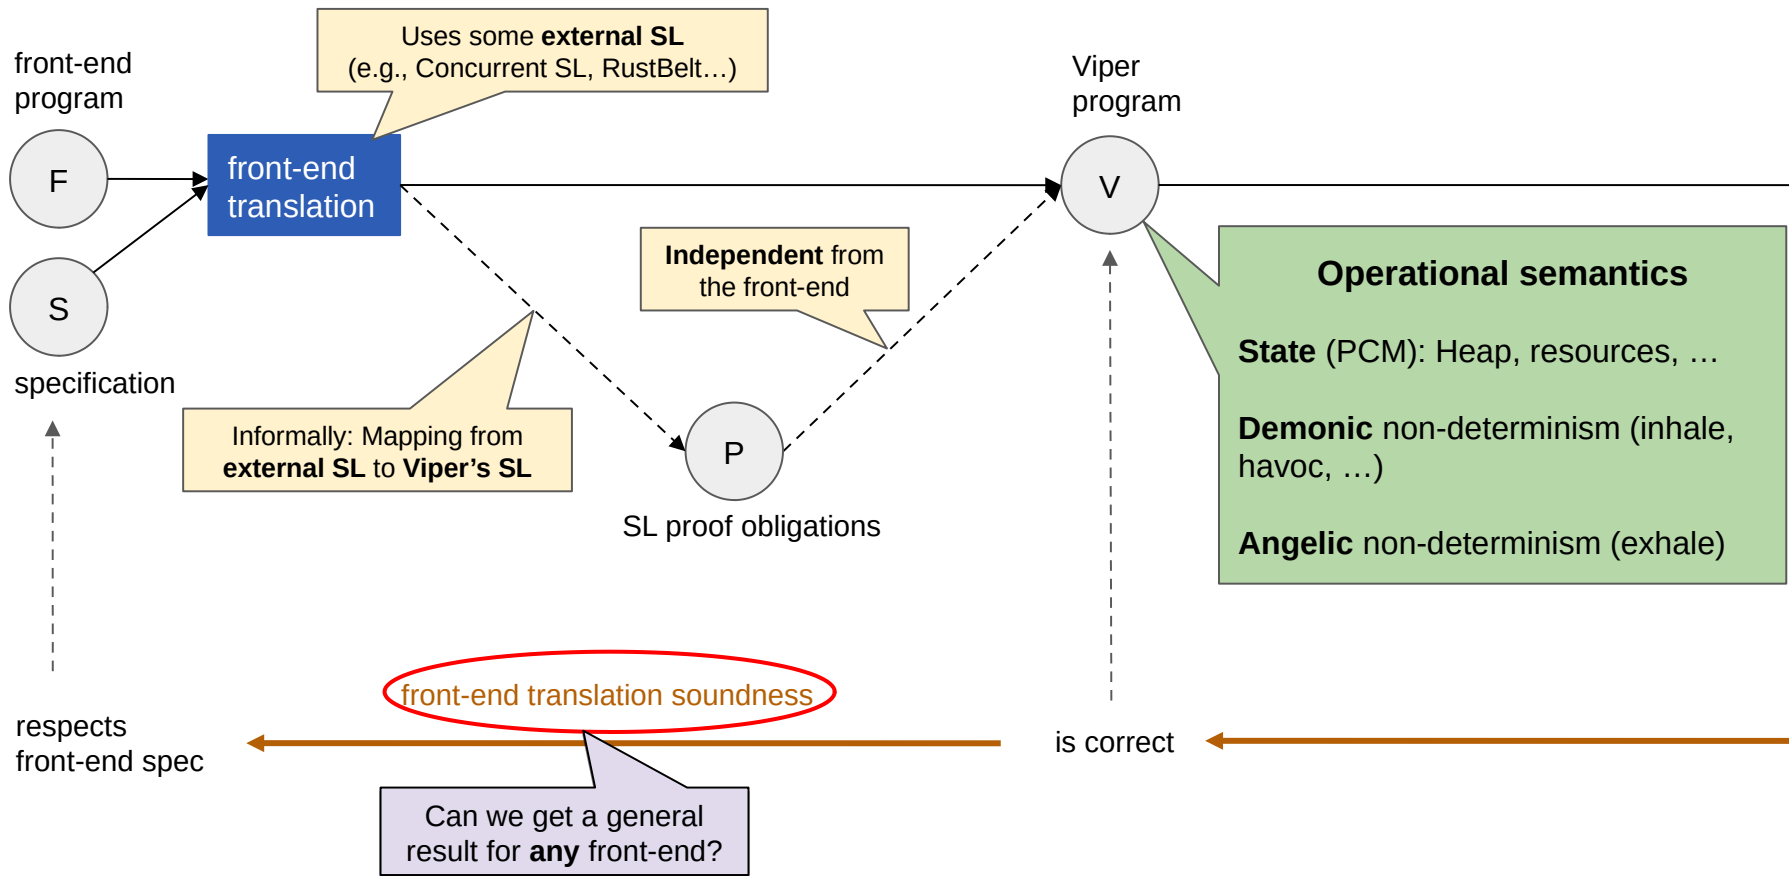 Uses some external SL
(e.g., Concurrent SL, RustBelt…)
front-end
program
F
front-end
translation
S
specification
Viper
program
V
Independent from
the front-end
Operational semantics
State (PCM): Heap, resources, …
Demonic non-determinism (inhale,
havoc, …)
Angelic non-determinism (exhale)
Informally: Mapping from
external SL to Viper’s SL
P
SL proof obligations
front-end translation soundness
respects
front-end spec
is correct
Can we get a general
result for any front-end?